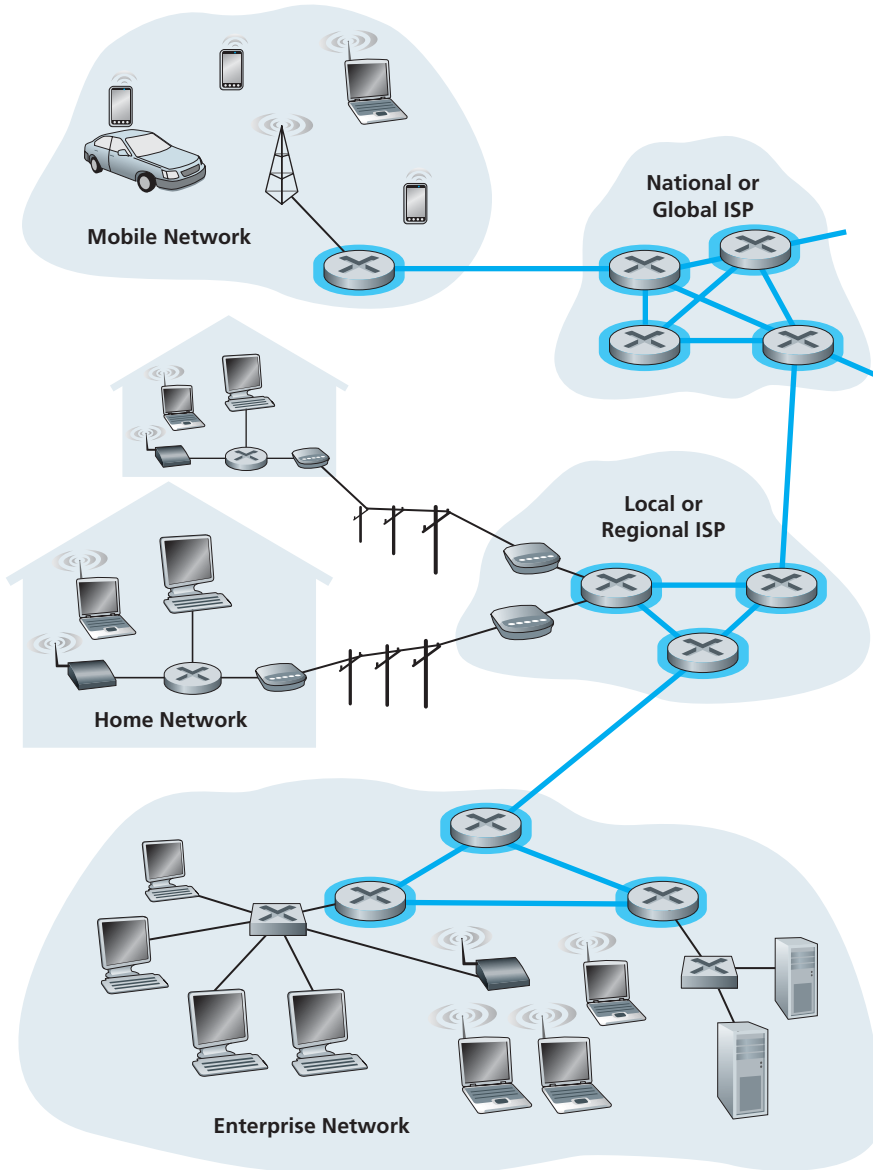 National or
Global ISP
Mobile Network
Local or
Regional ISP
Home Network
Enterprise Network